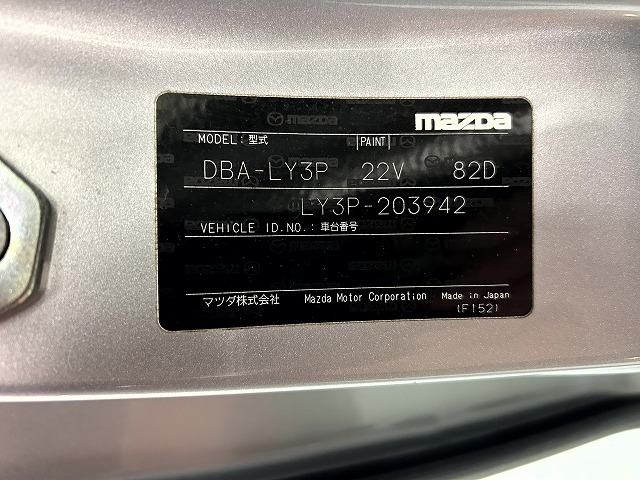 mazda
MODEL: 型式 PAINT
DBA-LY3P 22V 82D
LY3P-203942
VEHICLE ID.NO.: 車台番号
マツダ株式会社 Mazda Motor Corporation Made in Japan
(F152)